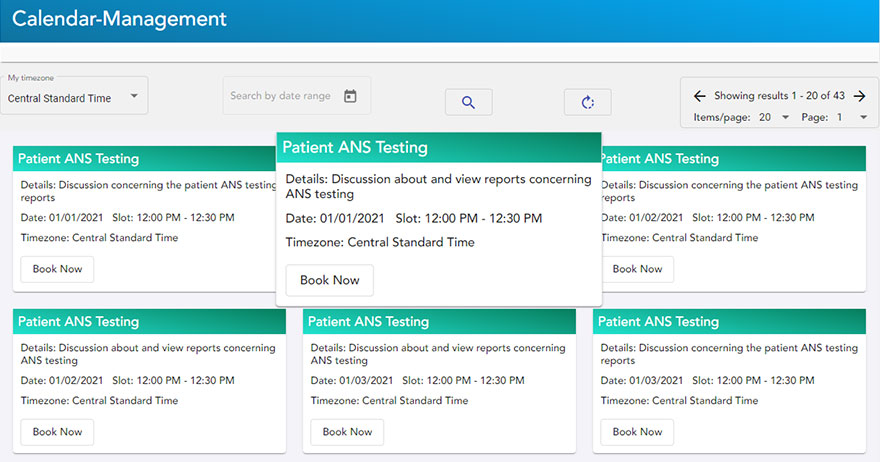 Calendar-Management
My timezone
Central Standard Time
Search by date range
Showing results 1 - 20 of 43
Items/page: 20 Page: 1
Patient ANS Testing
Details: Discussion concerning the patient ANS testing
reports
Date: 01/01/2021 Slot: 12:00 PM - 12:30 PM
Timezone: Central Standard Time
Book Now
Patient ANS Testing
Details: Discussion about and view reports concerning
ANS testing
Date: 01/01/2021 Slot: 12:00 PM - 12:30 PM
Timezone: Central Standard Time
Book Now
Patient ANS Testing
Details: Discussion concerning the patient ANS testing
reports
Date: 01/02/2021 Slot: 12:00 PM - 12:30 PM
Timezone: Central Standard Time
Book Now
Patient ANS Testing
Details: Discussion about and view reports concerning
ANS testing
Date: 01/02/2021 Slot: 12:00 PM - 12:30 PM
Timezone: Central Standard Time
Book Now
Patient ANS Testing
Details: Discussion about and view reports concerning
ANS testing
Date: 01/03/2021 Slot: 12:00 PM - 12:30 PM
Timezone: Central Standard Time
Book Now
Patient ANS Testing
Details: Discussion concerning the patient ANS testing
reports
Date: 01/03/2021 Slot: 12:00 PM - 12:30 PM
Timezone: Central Standard Time
Book Now